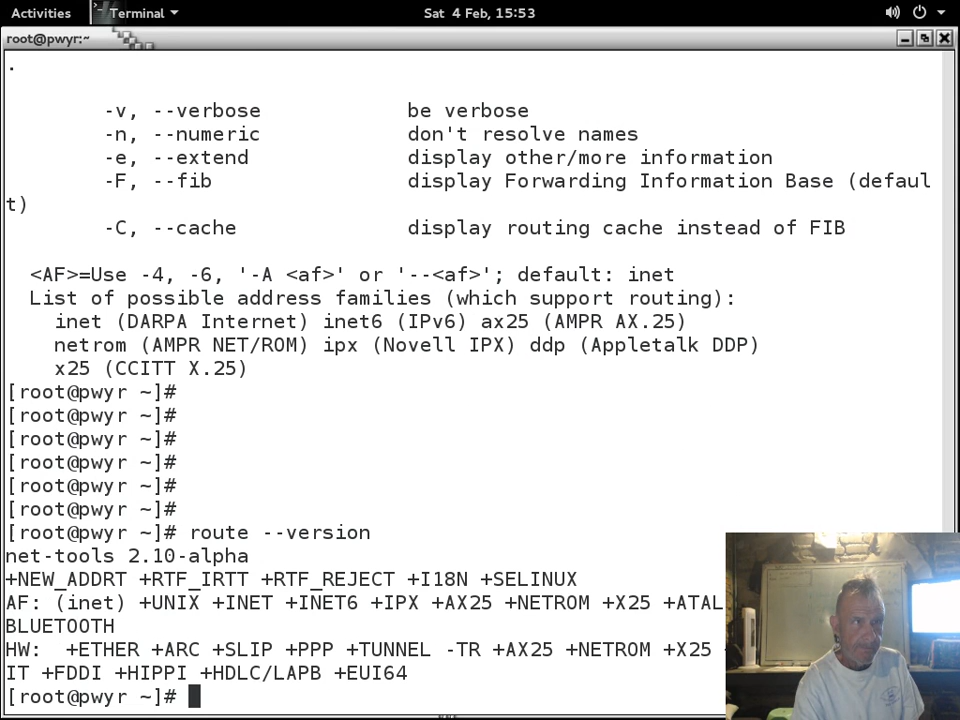 Activities Terminal Sat 4 Feb, 15:53
root@pwyr:~
.
-v, --verbose be verbose
-n, --numeric don't resolve names
-e, --extend display other/more information
-F, --fib display Forwarding Information Base (defaul
t)
-C, --cache display routing cache instead of FIB
<AF>=Use -4, -6, '-A <af>' or '--<af>'; default: inet
List of possible address families (which support routing):
inet (DARPA Internet) inet6 (IPv6) ax25 (AMPR AX.25)
netrom (AMPR NET/ROM) ipx (Novell IPX) ddp (Appletalk DDP)
x25 (CCITT X.25)
[root@pwyr ~]#
[root@pwyr ~]#
[root@pwyr ~]#
[root@pwyr ~]#
[root@pwyr ~]#
[root@pwyr ~]#
[root@pwyr ~]# route --version
net-tools 2.10-alpha
+NEW_ADDRT +RTF_IRTT +RTF_REJECT +I18N +SELINUX
AF: (inet) +UNIX +INET +INET6 +IPX +AX25 +NETROM +X25 +ATAL
BLUETOOTH
HW: +ETHER +ARC +SLIP +PPP +TUNNEL -TR +AX25 +NETROM +X25
IT +FDDI +HIPPI +HDLC/LAPB +EUI64
[root@pwyr ~]#